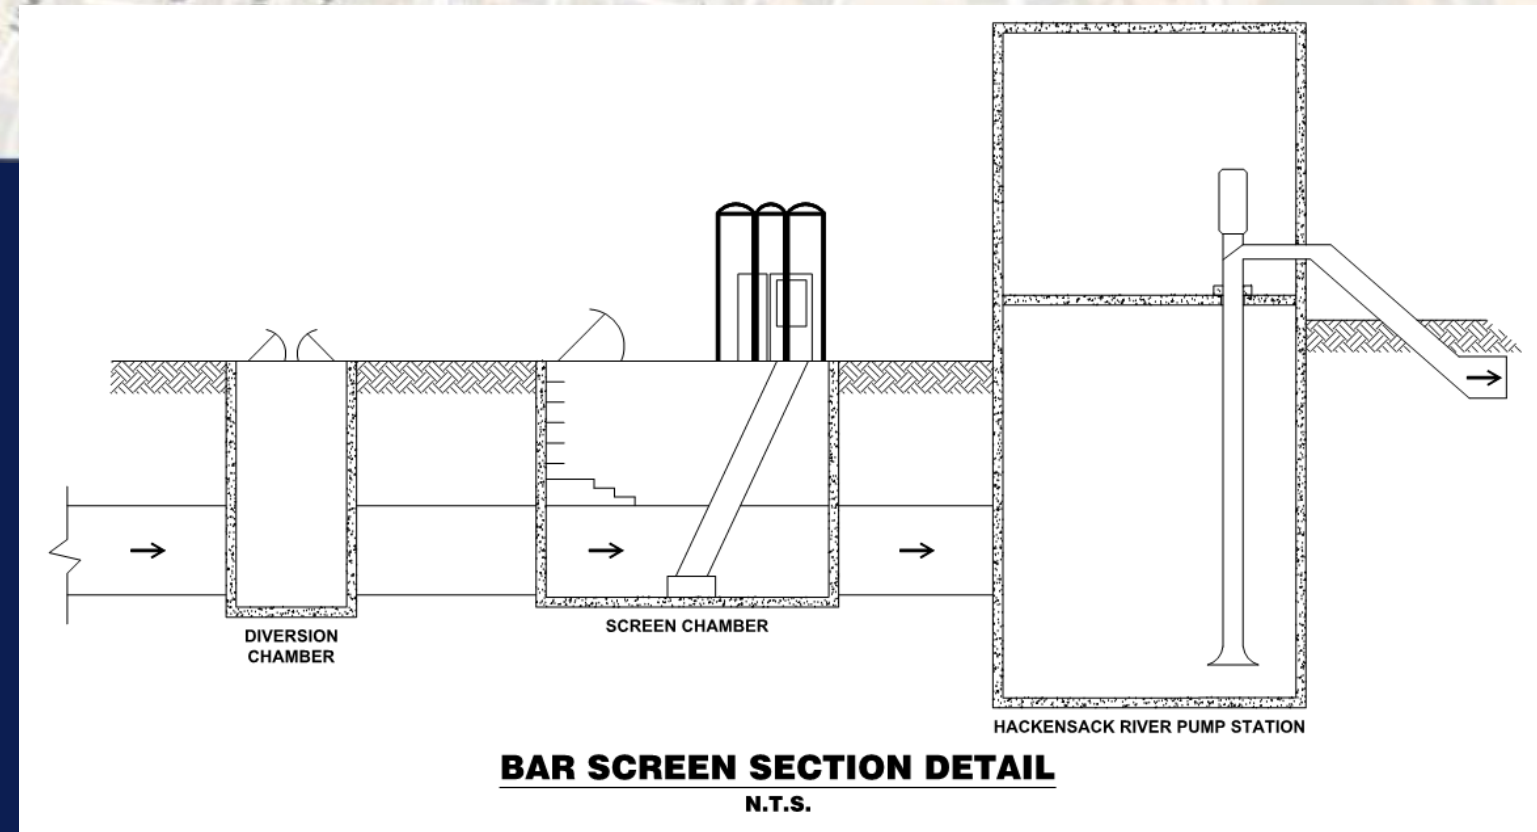 DIVERSION
CHAMBER
SCREEN CHAMBER
HACKENSACK RIVER PUMP STATION
BAR SCREEN SECTION DETAIL
N.T.S.